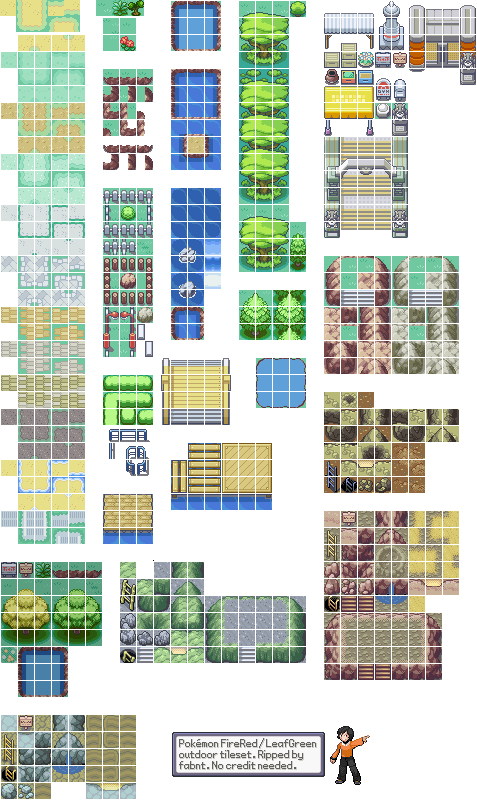 Pokémon FireRed/LeafGreen
outdoor tileset. Ripped by
fabnt. No credit needed.